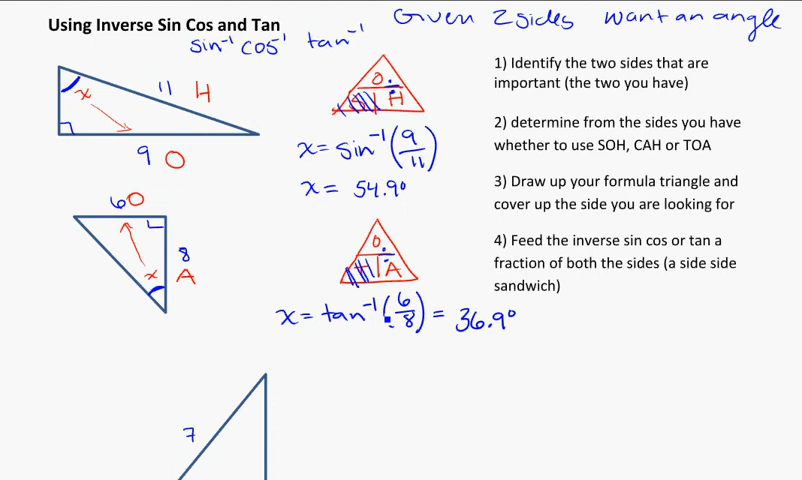 Given 2 sides want an angle
Using Inverse Sin Cos and Tan
sin⁻¹ cos⁻¹ tan⁻¹
1) Identify the two sides that are
important (the two you have)
x
11 H
O
H
9 O
x = sin⁻¹(9/11)
x = 54.9°
2) determine from the sides you have
whether to use SOH, CAH or TOA
3) Draw up your formula triangle and
cover up the side you are looking for
6 O
8
A
x
O
A
x = tan⁻¹(6/8) = 36.9°
4) Feed the inverse sin cos or tan a
fraction of both the sides (a side side
sandwich)
7